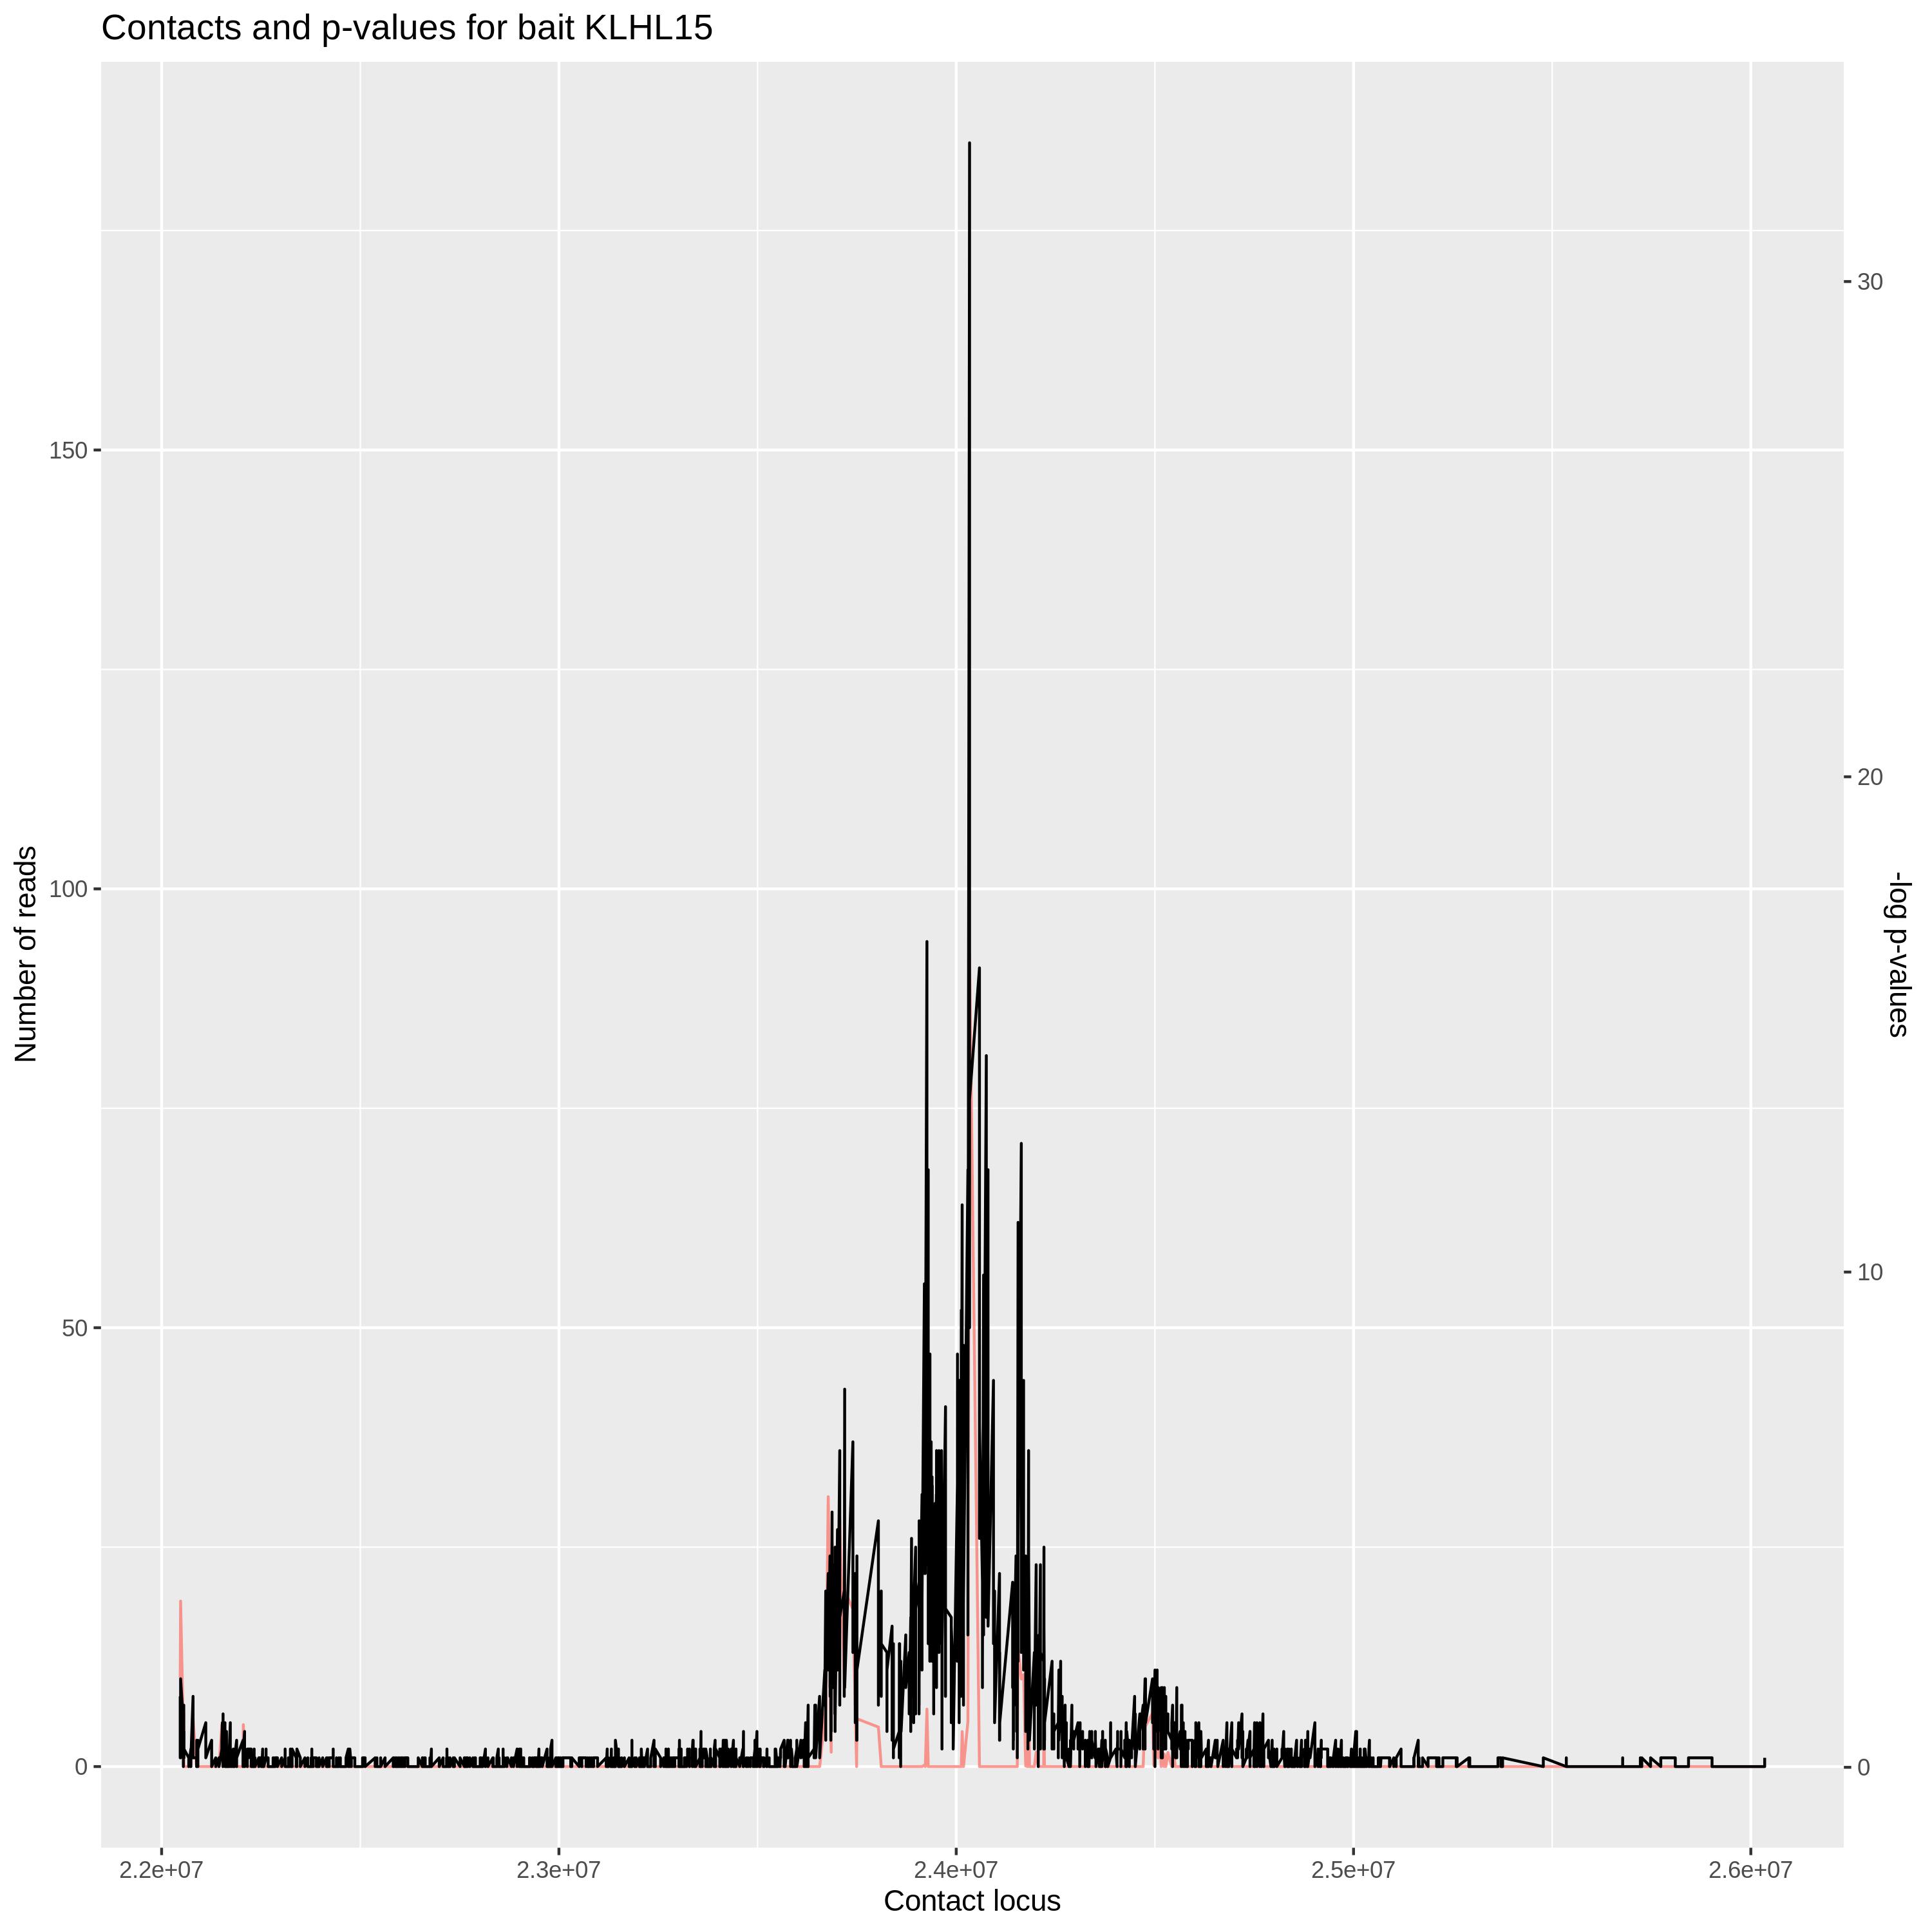 Contacts and p-values for bait KLHL15
Number of reads
150
100
50
0
30
20
10
0
-log p-values
2.2e+07 2.3e+07 2.4e+07 2.5e+07 2.6e+07
Contact locus